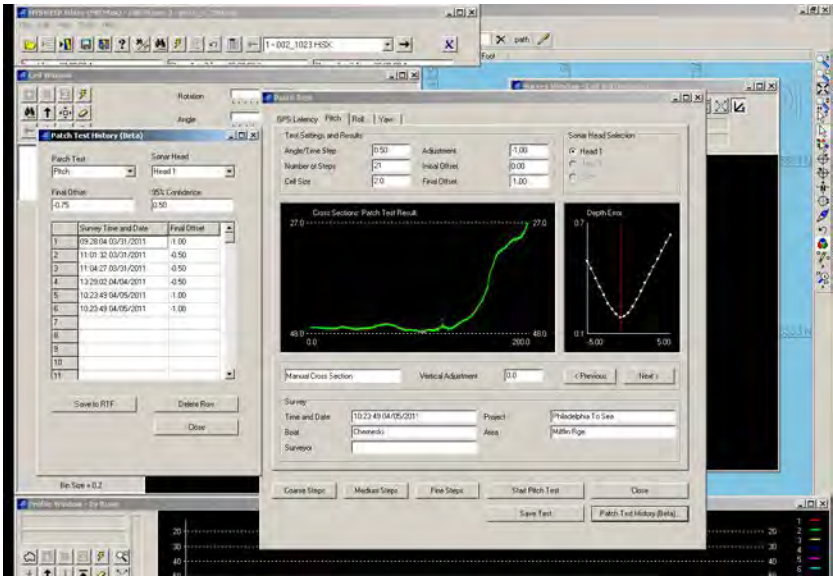 1 - 002_1023.HSX
path
Cell Window
Rotation
Angle
Patch Test History (Beta)
Patch Test
Sonar Head
Pitch
Head 1
Final Offset
95% Confidence
-0.75
0.50
Survey Time and Date
Final Offset
1 09:28:04 03/31/2011 -1.00
2 11:01:32 03/31/2011 -0.50
3 11:04:27 03/31/2011 -0.50
4 13:29:02 04/04/2011 -0.50
5 10:23:49 04/05/2011 -1.00
6 10:23:49 04/05/2011 -1.00
7
8
9
10
11
Save to RTF
Delete Row
Close
Bin Size = 0.2
Patch Test
GPS Latency
Pitch
Roll
Yaw
Test Settings and Results
Angle/Time Step 0.50
Adjustment -1.00
Number of Steps 21
Initial Offset 0.00
Cell Size 2.0
Final Offset -1.00
Sonar Head Selection
Head 1
Cross Sections: Patch Test Result
27.0
27.0
48.0
48.0
0.0
200.0
Depth Error
0.7
0.1
-5.00
5.00
Manual Cross Section
Vertical Adjustment 0.0
< Previous
Next >
Survey
Time and Date 10:23:49 04/05/2011
Project Philadelphia To Sea
Boat Cherneski
Area Mifflin Rge
Surveyor
Coarse Steps
Medium Steps
Fine Steps
Start Pitch Test
Close
Save Test
Patch Test History (Beta)...
20
30
40
20
30
40
1
2
3
4
5
6